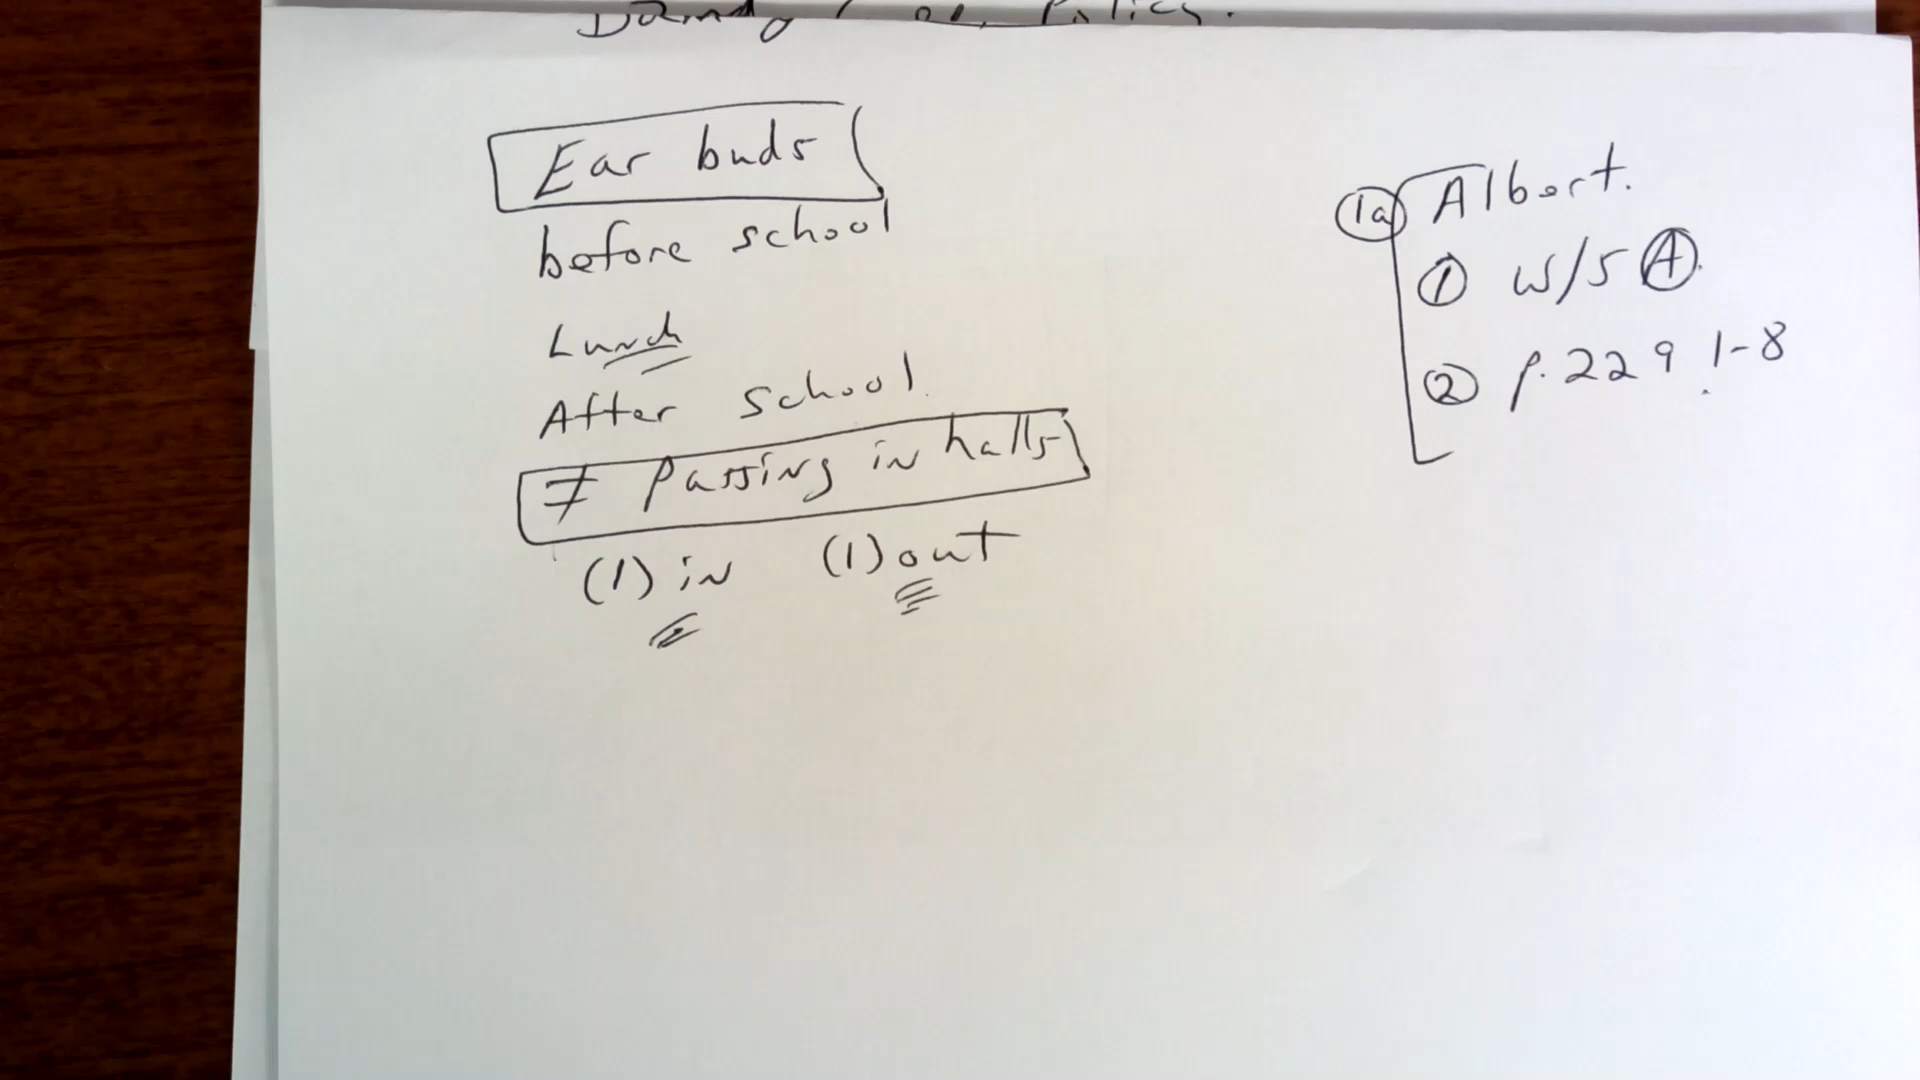 Policy.
Ear buds
before school
Lunch
After school.
≠ Passing in halls
(1) in (1) out
1a Albert.
① W/S Ⓐ.
② p. 229 1-8